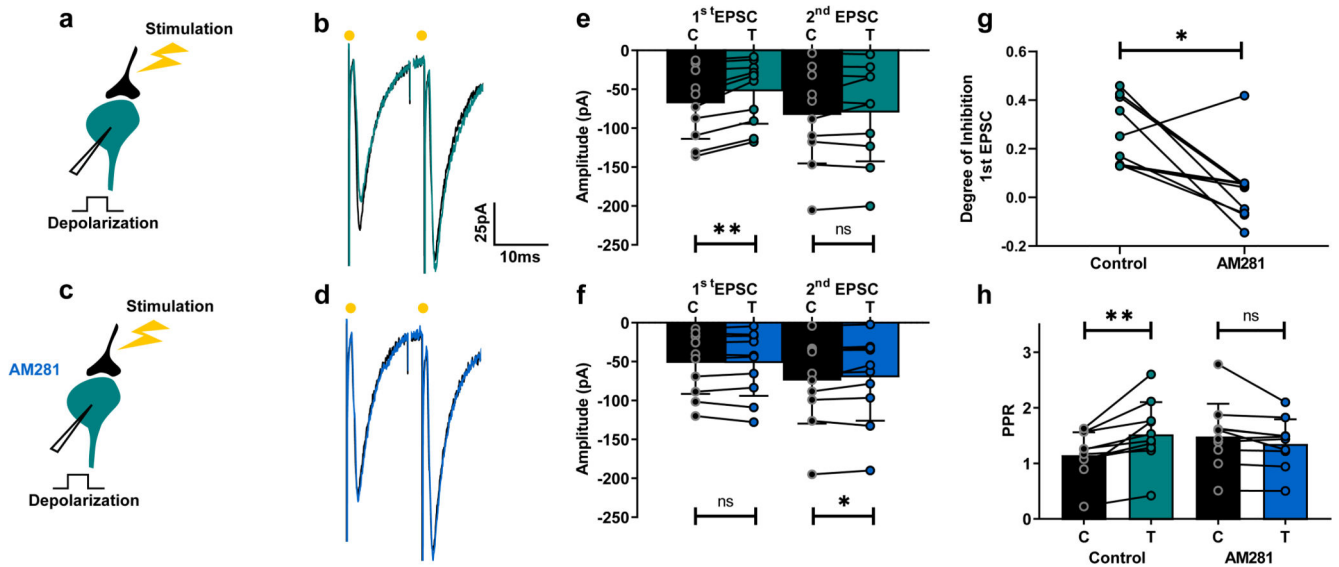 a
Stimulation
Depolarization
b
25pA
10ms
c
Stimulation
AM281
Depolarization
d
e
1st EPSC 2nd EPSC
C T C T
0
-50
-100
-150
-200
-250
Amplitude (pA)
** ns
f
1st EPSC 2nd EPSC
C T C T
0
-50
-100
-150
-200
-250
Amplitude (pA)
ns *
g
*
0.6
0.4
0.2
0.0
-0.2
Degree of Inhibition
1st EPSC
Control AM281
h
** ns
3
2
1
0
PPR
C T C T
Control AM281